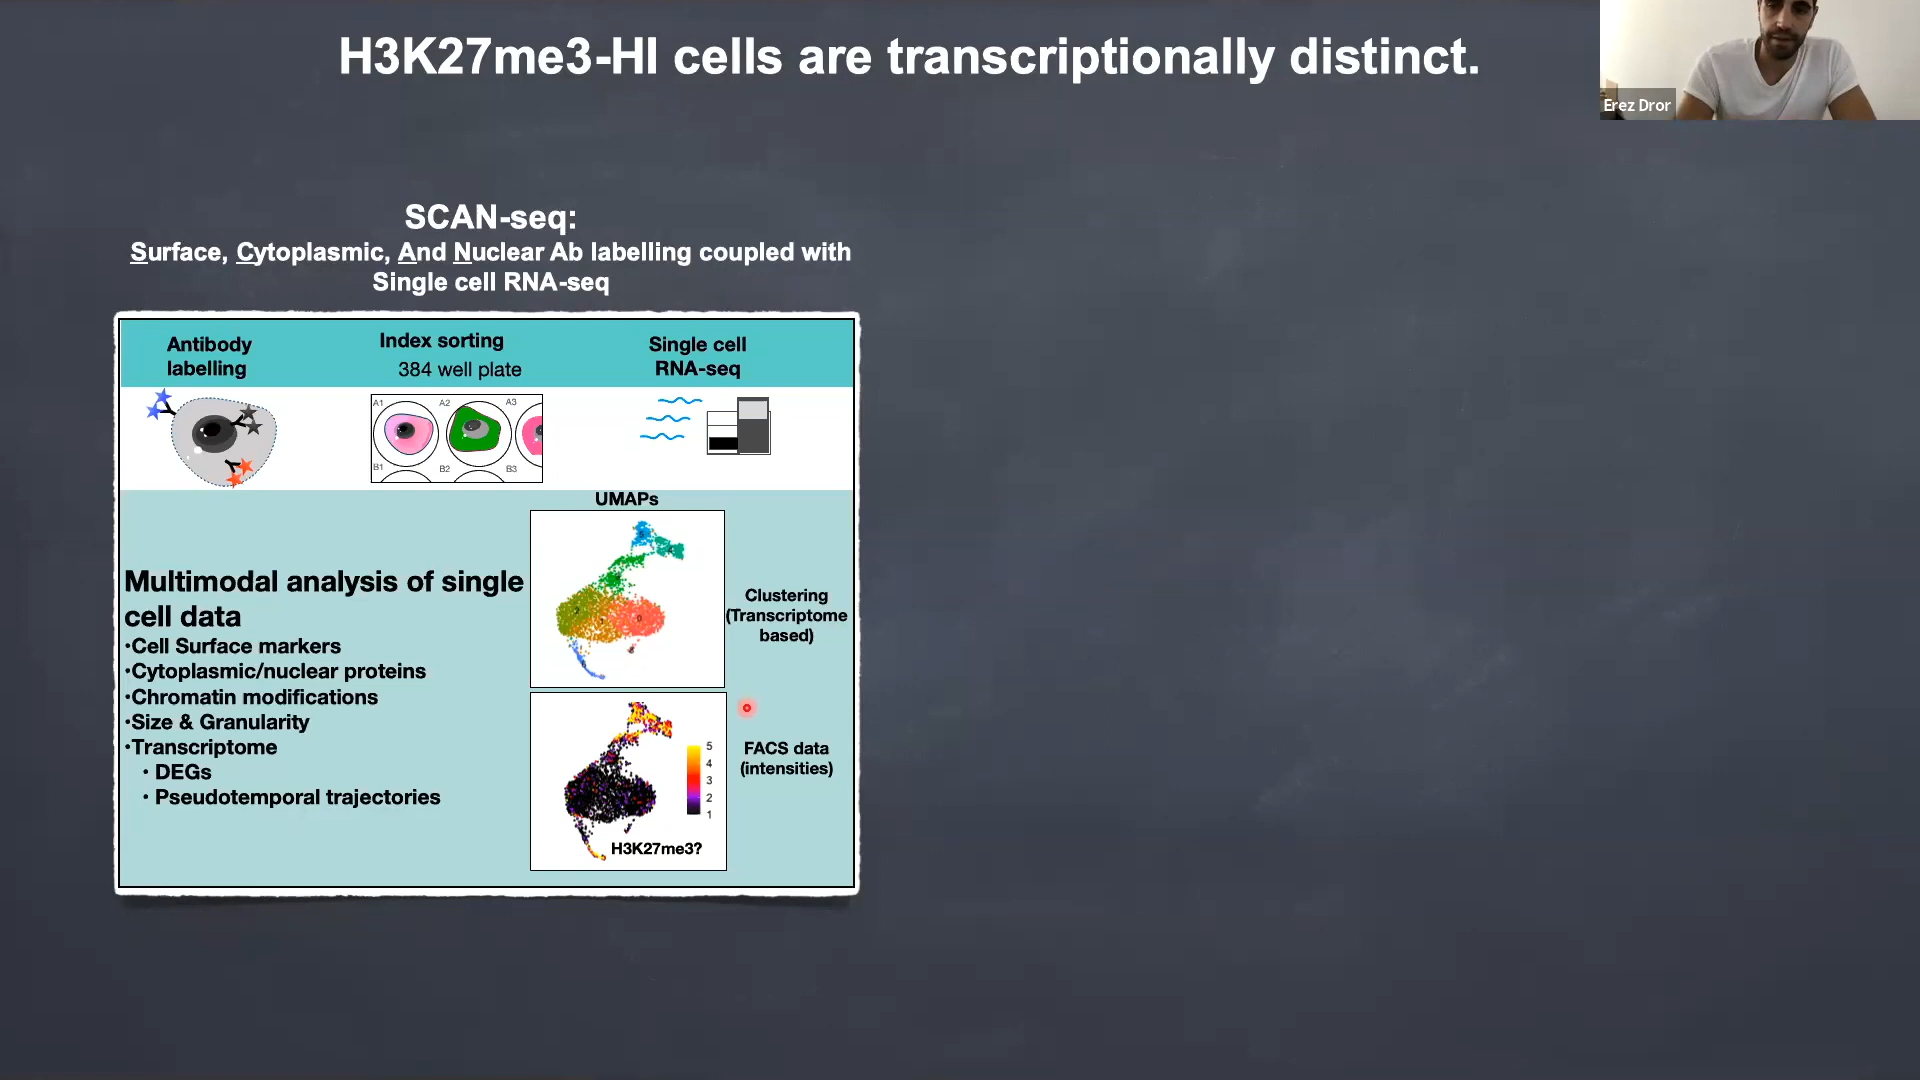 H3K27me3-HI cells are transcriptionally distinct.
Erez Dror
SCAN-seq:
Surface, Cytoplasmic, And Nuclear Ab labelling coupled with
Single cell RNA-seq
Antibody
labelling
Index sorting
384 well plate
Single cell
RNA-seq
A1
A2
A3
B1
B2
B3
UMAPs
Multimodal analysis of single
cell data
•Cell Surface markers
•Cytoplasmic/nuclear proteins
•Chromatin modifications
•Size & Granularity
•Transcriptome
• DEGs
• Pseudotemporal trajectories
0
Clustering
(Transcriptome
based)
5
4
3
2
1
H3K27me3?
FACS data
(intensities)